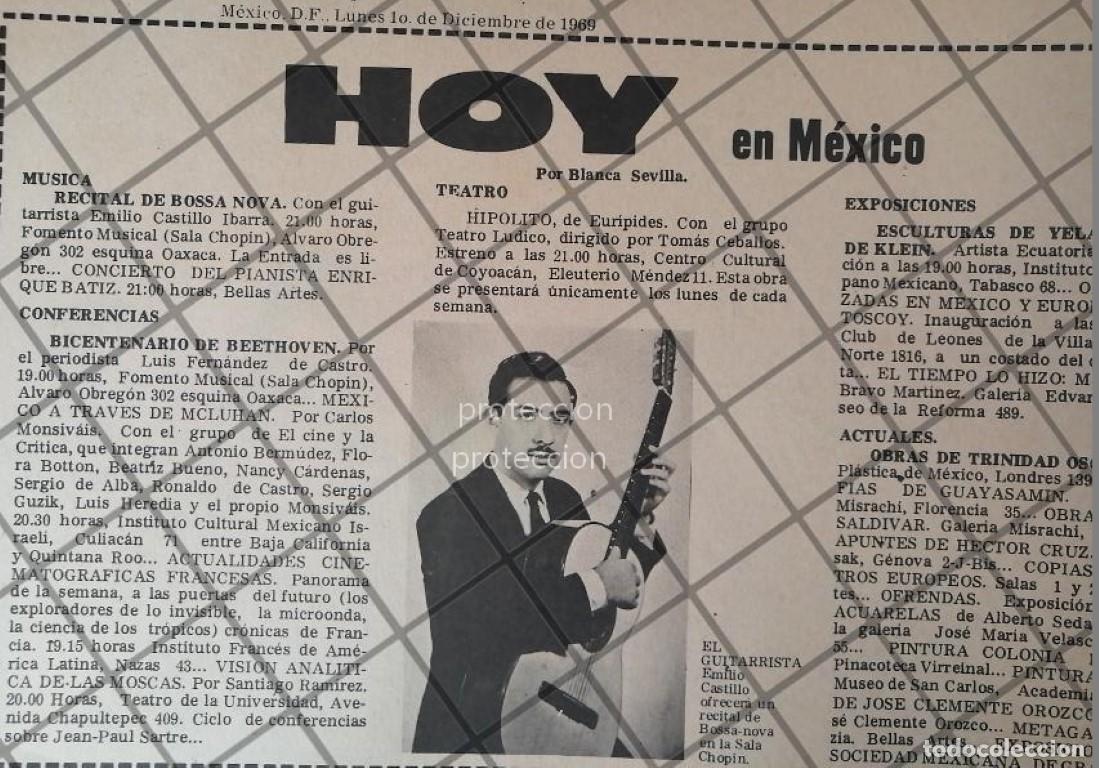 México, D.F., Lunes 1o. de Diciembre de 1969
HOY
en México
Por Blanca Sevilla.
MUSICA
RECITAL DE BOSSA NOVA. Con el gui-
tarrista Emilio Castillo Ibarra. 21.00 horas,
Fomento Musical (Sala Chopin), Alvaro Obre-
gón 302 esquina Oaxaca. La Entrada es li-
bre... CONCIERTO DEL PIANISTA ENRI-
QUE BATIZ. 21:00 horas, Bellas Artes.
CONFERENCIAS
BICENTENARIO DE BEETHOVEN. Por
el periodista Luis Fernández de Castro.
19.00 horas, Fomento Musical (Sala Chopin),
Alvaro Obregón 302 esquina Oaxaca... MEXI-
CO A TRAVES DE MCLUHAN. Por Carlos
Monsiváis. Con el grupo de El cine y la
Crítica, que integran Antonio Bermúdez, Flo-
ra Botton, Beatriz Bueno, Nancy Cárdenas,
Sergio de Alba, Ronaldo de Castro, Sergio
Guzik, Luis Heredia y el propio Monsiváis.
20.30 horas, Instituto Cultural Mexicano Is-
raelí, Culiacán 71 entre Baja California
y Quintana Roo... ACTUALIDADES CINE-
MATOGRAFICAS FRANCESAS. Panorama
de la semana, a las puertas del futuro (los
exploradores de lo invisible, la microonda,
la ciencia de los trópicos) crónicas de Fran-
cia. 19.15 horas Instituto Francés de Amé-
rica Latina, Nazas 43... VISION ANALITI-
CA DE LAS MOSCAS. Por Santiago Ramírez.
20.00 Horas, Teatro de la Universidad, Ave-
nida Chapultepec 409. Ciclo de conferencias
sobre Jean-Paul Sartre...
TEATRO
HIPOLITO, de Eurípides. Con el grupo
Teatro Ludico, dirigido por Tomás Ceballos.
Estreno a las 21.00 horas, Centro Cultural
de Coyoacán, Eleuterio Méndez 11. Esta obra
se presentará únicamente los lunes de cada
semana.
protección
protección
EL
GUITARRISTA
Emilio
Castillo
ofrecerá un
recital de
Bossa-nova
en la Sala
Chopin.
EXPOSICIONES
ESCULTURAS DE YELA
DE KLEIN. Artista Ecuatoria
ción a las 19.00 horas, Instituto
pano Mexicano, Tabasco 68... O
ZADAS EN MEXICO Y EURO
TOSCOY. Inauguración a las
Club de Leones de la Villa
Norte 1816, a un costado del
ta... EL TIEMPO LO HIZO: M
Bravo Martinez. Galería Edvar
seo de la Reforma 489.
ACTUALES.
OBRAS DE TRINIDAD OSO
Plástica de México, Londres 139
FIAS DE GUAYASAMIN.
Misrachi, Florencia 35... OBRA
SALDIVAR. Galería Misrachi,
APUNTES DE HECTOR CRUZ.
sak, Génova 2-J-Bis... COPIAS
TROS EUROPEOS. Salas 1 y 2
tes... OFRENDAS. Exposición
ACUARELAS de Alberto Seda
la galería José María Velasc
55... PINTURA COLONIA
Pinacoteca Virreinal... PINTURA
Museo de San Carlos, Academi
DE JOSE CLEMENTE OROZCO
sé Clemente Orozco... METAGA
zia. Bellas Artes
SOCIEDAD MEXICANA DE GR
todocoleccion